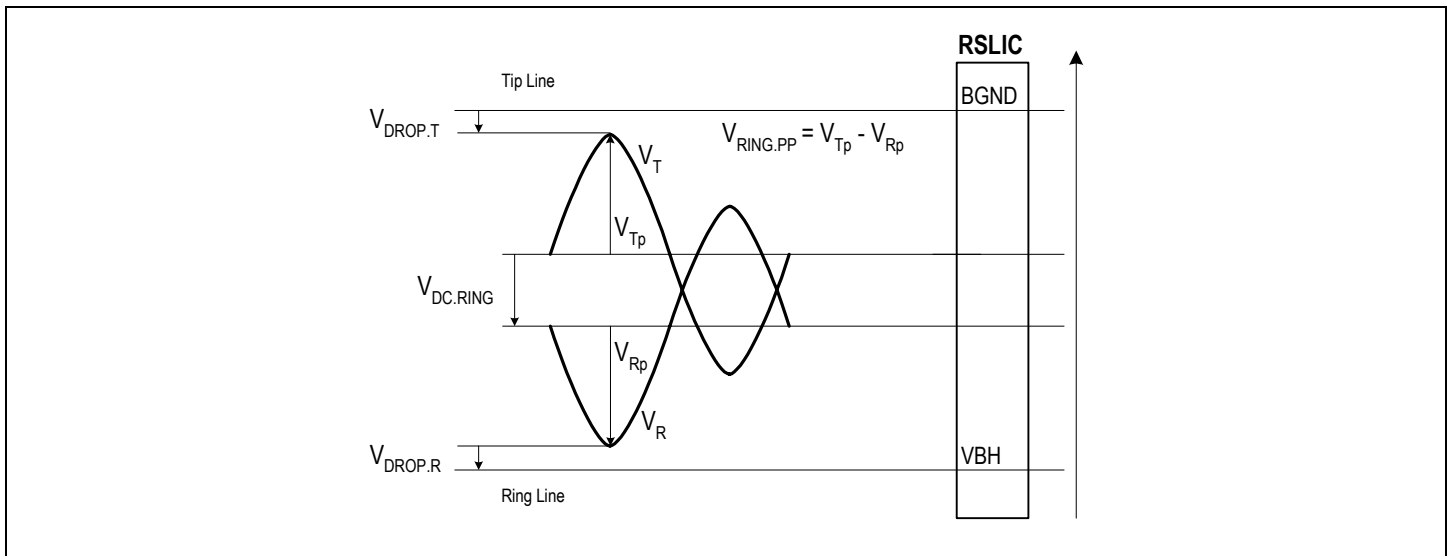 RSLIC
Tip Line
BGND
V_DROP.T
V_RING.PP = V_Tp - V_Rp
V_T
V_Tp
V_DC.RING
V_Rp
V_R
V_DROP.R
VBH
Ring Line